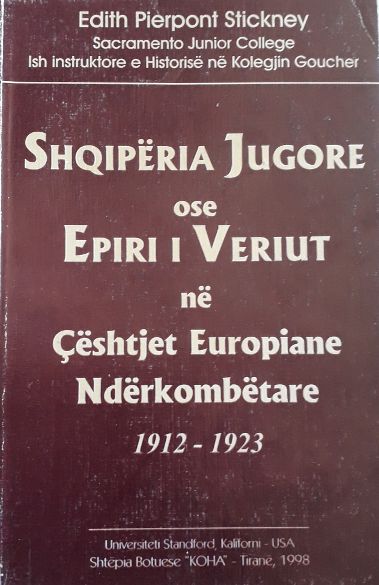 Edith Pierpont Stickney
Sacramento Junior College
Ish instruktore e Historisë në Kolegjin Goucher
SHQIPËRIA JUGORE
ose
EPIRI I VERIUT
në
Çështjet Europiane
Ndërkombëtare
1912 - 1923
Universiteti Standford, Kaliforni - USA
Shtëpia Botuese "KOHA" - Tiranë, 1998